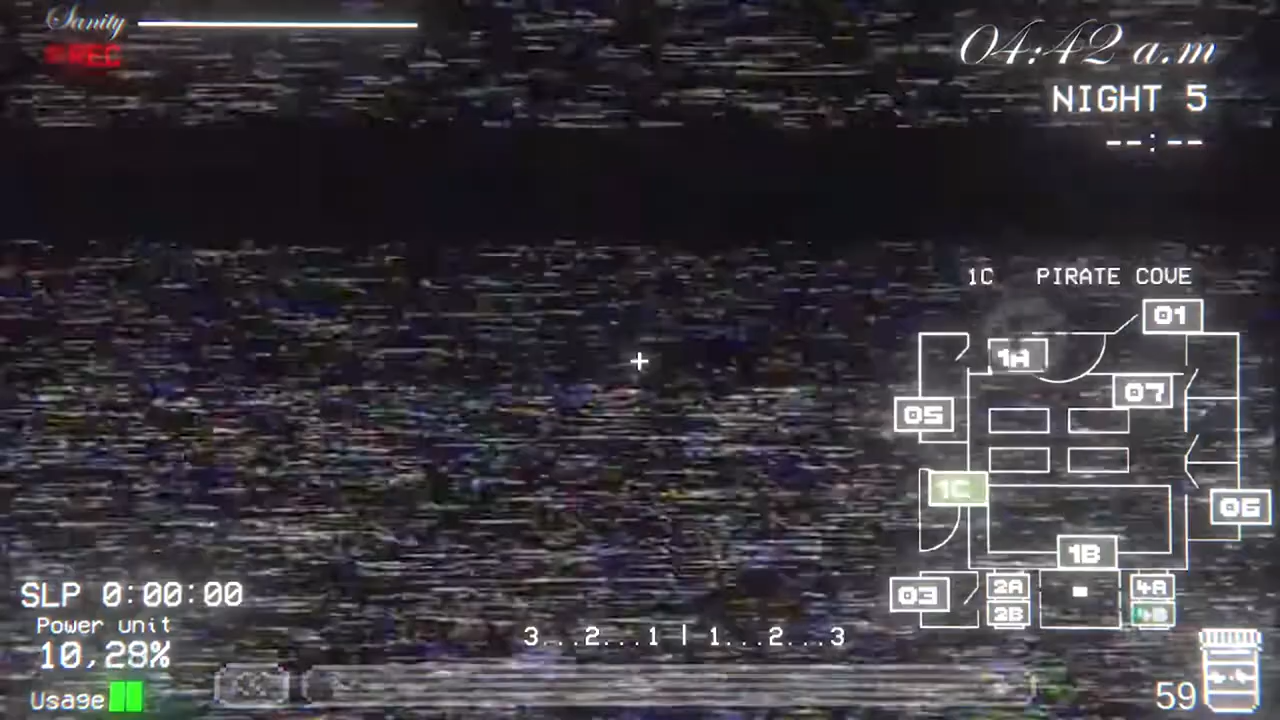 Sanity
REC
04:42 a.m
NIGHT 5
--:--
1C PIRATE COVE
01
1A
07
05
1C
06
1B
03
2A
4A
2B
4B
SLP 0:00:00
Power unit
10,28%
3...2...1 | 1...2...3
Usage
59